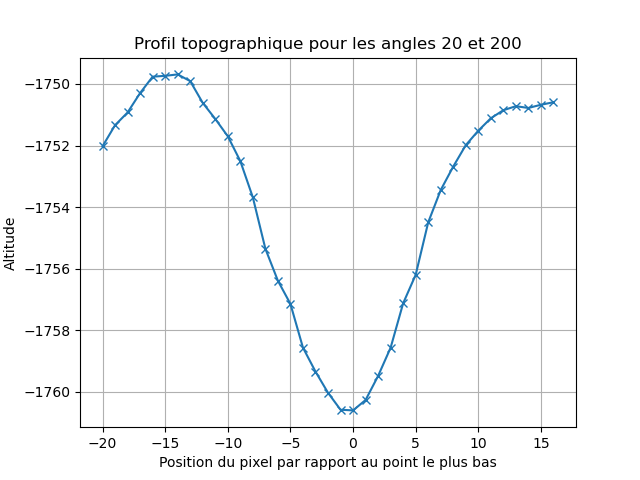 Profil topographique pour les angles 20 et 200
Altitude
−1750
−1752
−1754
−1756
−1758
−1760
−20 −15 −10 −5 0 5 10 15
Position du pixel par rapport au point le plus bas